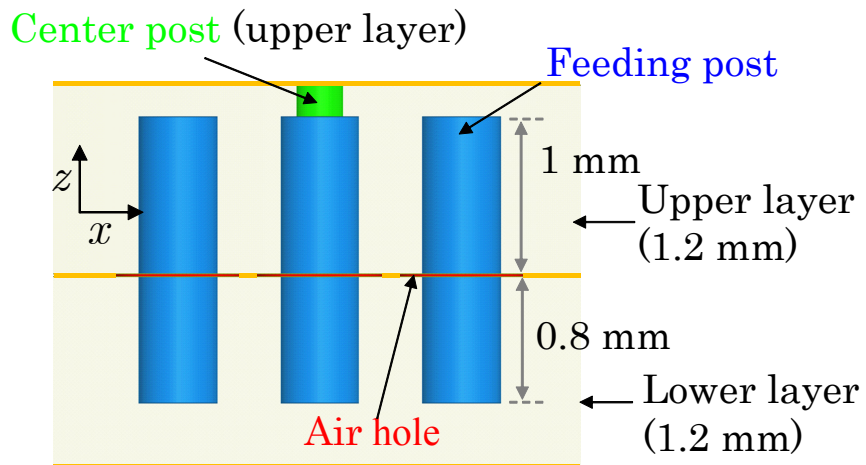 Center post (upper layer)
Feeding post
1 mm
z
x
Upper layer
(1.2 mm)
0.8 mm
Lower layer
(1.2 mm)
Air hole